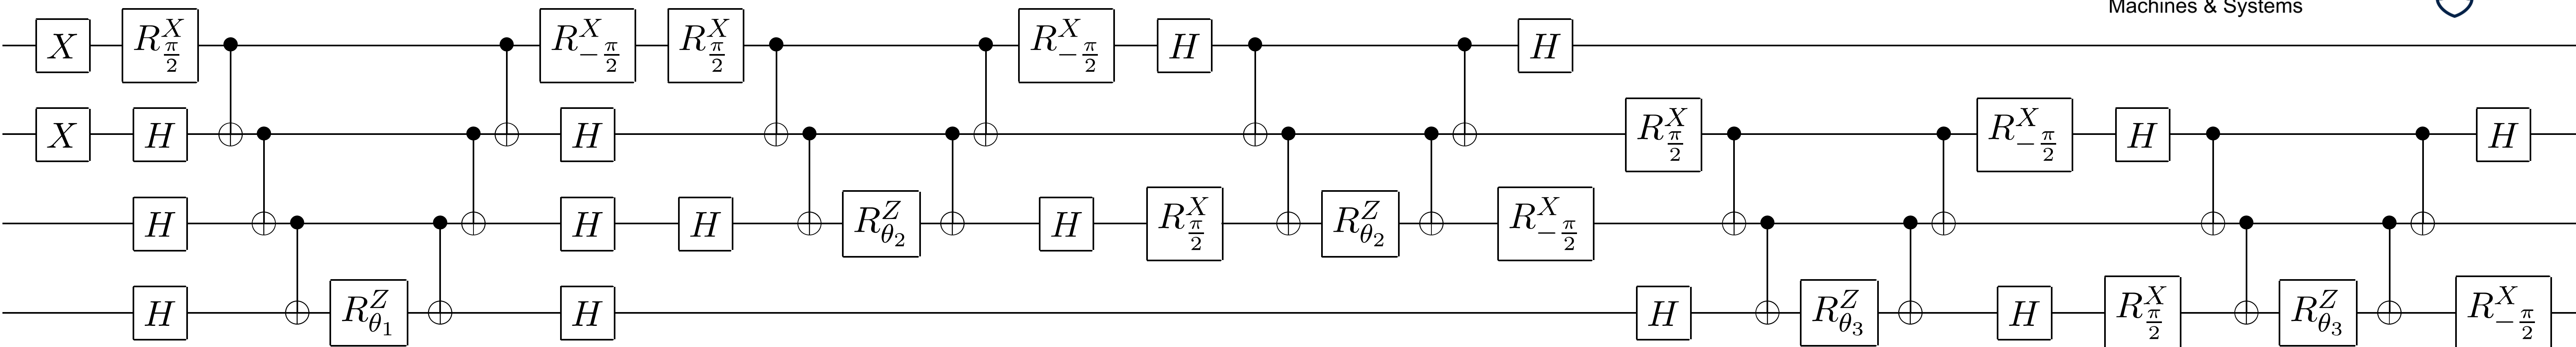 Machines & Systems
X R^X_{π/2} R^X_{-π/2} R^X_{π/2} R^X_{-π/2} H H
X H H R^X_{π/2} R^X_{-π/2} H H
H H H R^Z_{θ_2} H R^X_{π/2} R^Z_{θ_2} R^X_{-π/2}
H R^Z_{θ_1} H H R^Z_{θ_3} H R^X_{π/2} R^Z_{θ_3} R^X_{-π/2}